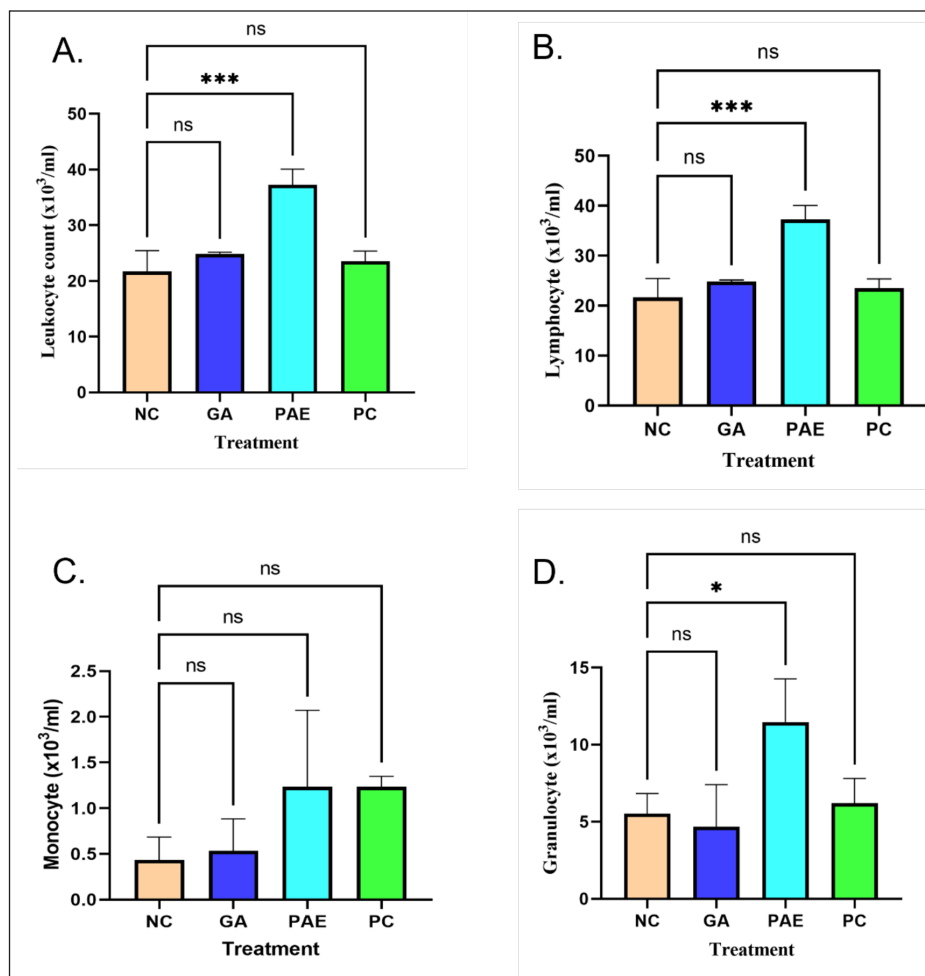 A.
ns
***
ns
Leukocyte count (x10³/ml)
50
40
30
20
10
0
NC GA PAE PC
Treatment
B.
ns
***
ns
Lymphocyte (x10³/ml)
50
40
30
20
10
0
NC GA PAE PC
Treatment
C.
ns
ns
ns
Monocyte (x10³/ml)
2.5
2.0
1.5
1.0
0.5
0.0
NC GA PAE PC
Treatment
D.
ns
*
ns
Granulocyte (x10³/ml)
15
10
5
0
NC GA PAE PC
Treatment